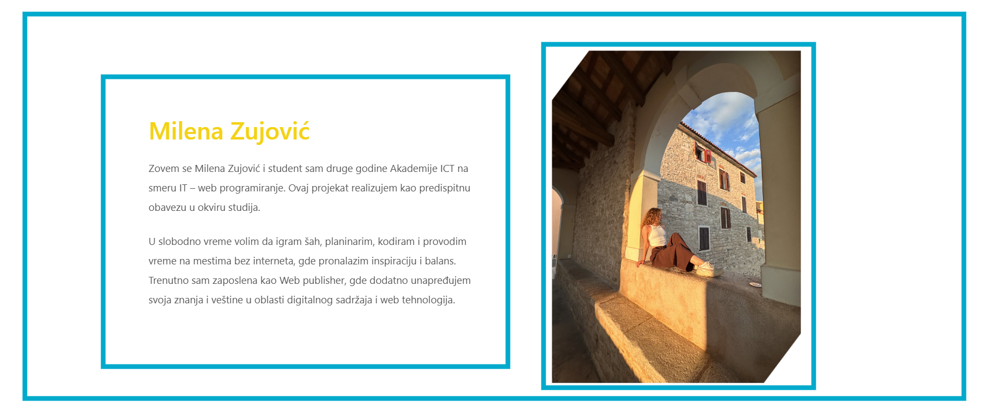 Milena Zujović
Zovem se Milena Zujović i student sam druge godine Akademije ICT na
smeru IT – web programiranje. Ovaj projekat realizujem kao predispitnu
obavezu u okviru studija.
U slobodno vreme volim da igram šah, planinarim, kodiram i provodim
vreme na mestima bez interneta, gde pronalazim inspiraciju i balans.
Trenutno sam zaposlena kao Web publisher, gde dodatno unapređujem
svoja znanja i veštine u oblasti digitalnog sadržaja i web tehnologija.